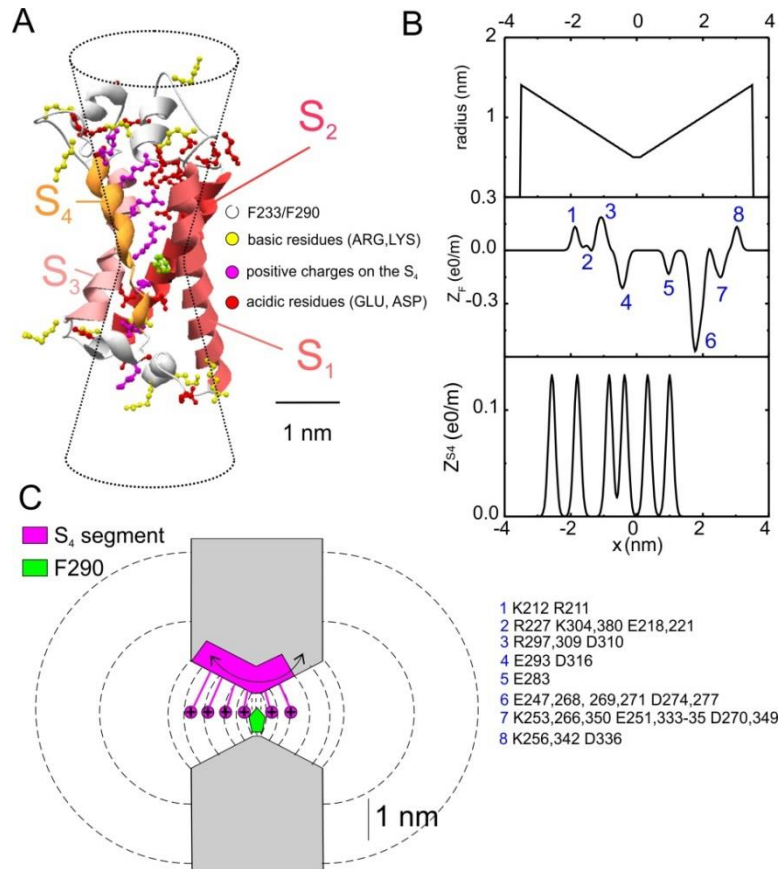 A
S₂
S₄
S₃
S₁
F233/F290
basic residues (ARG,LYS)
positive charges on the S₄
acidic residues (GLU, ASP)
1 nm
B
-4 -2 0 2 4
radius (nm)
2
1
0.3
Z_F (e0/m)
0.0
-0.3
1 2 3 4 5 6 7 8
Z_S4 (e0/m)
0.1
0.0
-4 -2 0 2 4
x (nm)
C
S₄ segment
F290
1 nm
1 K212 R211
2 R227 K304,380 E218,221
3 R297,309 D310
4 E293 D316
5 E283
6 E247,268, 269,271 D274,277
7 K253,266,350 E251,333-35 D270,349
8 K256,342 D336